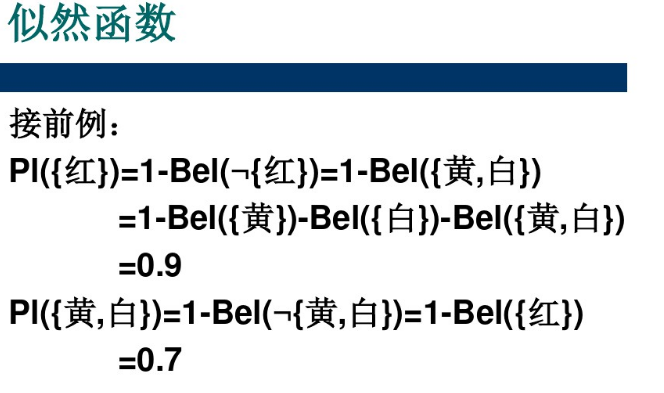 似然函数
接前例：
Pl({红})=1-Bel(¬{红})=1-Bel({黄,白})
=1-Bel({黄})-Bel({白})-Bel({黄,白})
=0.9
Pl({黄,白})=1-Bel(¬{黄,白})=1-Bel({红})
=0.7